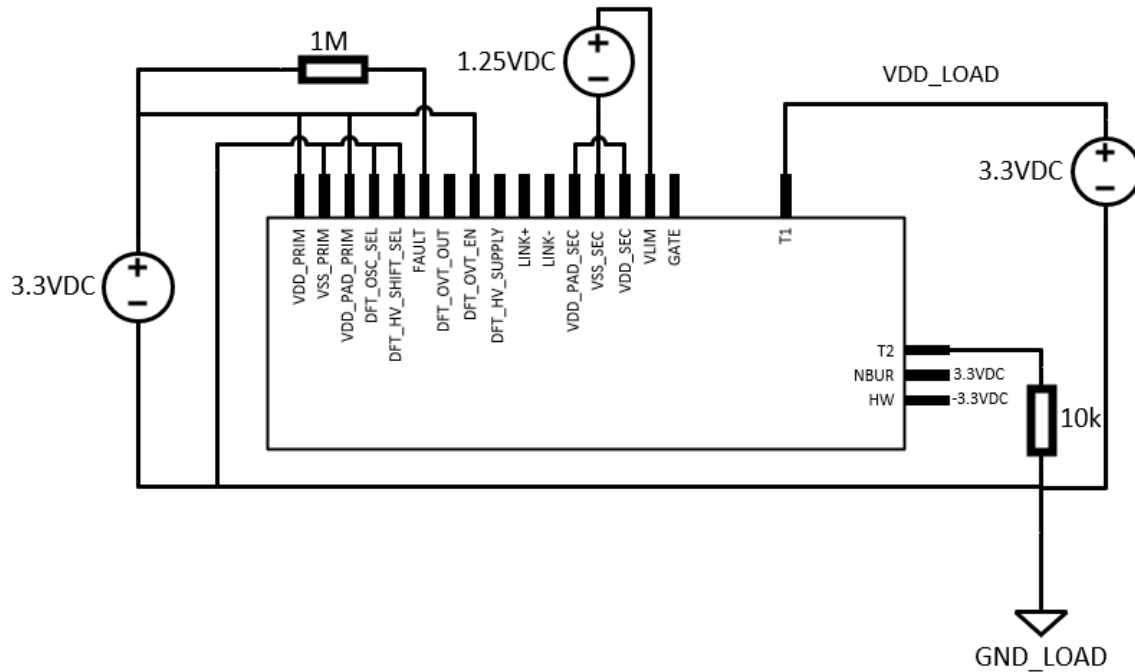 1M
1.25VDC
VDD_LOAD
3.3VDC
3.3VDC
+
−
+
−
+
−
VDD_PRIM
VSS_PRIM
VDD_PAD_PRIM
DFT_OSC_SEL
DFT_HV_SHIFT_SEL
FAULT
DFT_OVT_OUT
DFT_OVT_EN
DFT_HV_SUPPLY
LINK+
LINK-
VDD_PAD_SEC
VSS_SEC
VDD_SEC
VLIM
GATE
T1
T2
NBUR 3.3VDC
HW -3.3VDC
10k
GND_LOAD